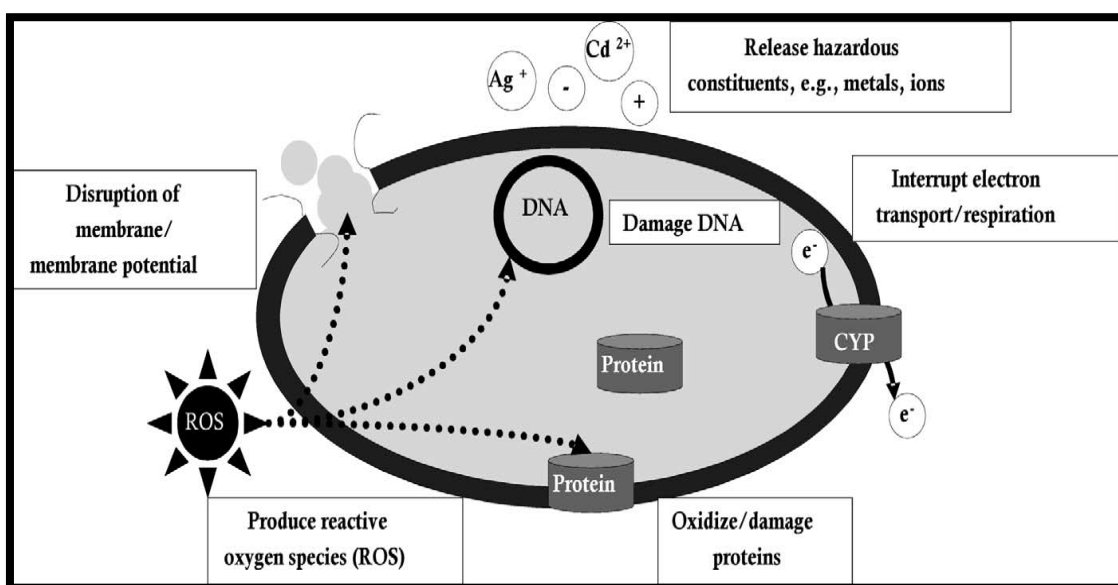 Cd 2+
Ag +
-
+
Release hazardous
constituents, e.g., metals, ions
Disruption of
membrane/
membrane potential
DNA
Damage DNA
Interrupt electron
transport/respiration
e-
CYP
Protein
e-
ROS
Protein
Produce reactive
oxygen species (ROS)
Oxidize/damage
proteins